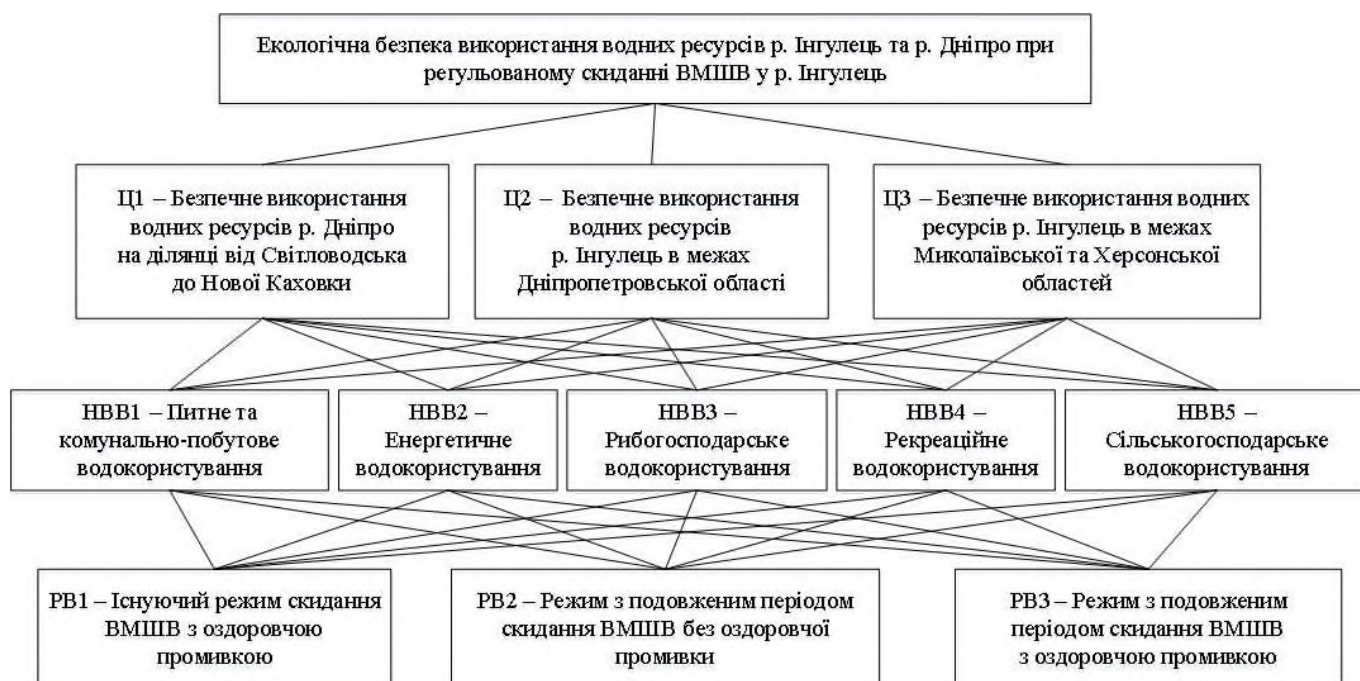 Екологічна безпека використання водних ресурсів р. Інгулець та р. Дніпро при
регульованому скиданні ВМШВ у р. Інгулець
Ц1 – Безпечне використання
водних ресурсів р. Дніпро
на ділянці від Світловодська
до Нової Каховки
Ц2 – Безпечне використання
водних ресурсів
р. Інгулець в межах
Дніпропетровської області
Ц3 – Безпечне використання водних
ресурсів р. Інгулець в межах
Миколаївської та Херсонської
областей
НВВ1 – Питне та
комунально-побутове
водокористування
НВВ2 –
Енергетичне
водокористування
НВВ3 –
Рибогосподарське
водокористування
НВВ4 –
Рекреаційне
водокористування
НВВ5 –
Сільськогосподарське
водокористування
РВ1 – Існуючий режим скидання
ВМШВ з оздоровчою
промивкою
РВ2 – Режим з подовженим періодом
скидання ВМШВ без оздоровчої
промивки
РВ3 – Режим з подовженим
періодом скидання ВМШВ
з оздоровчою промивкою